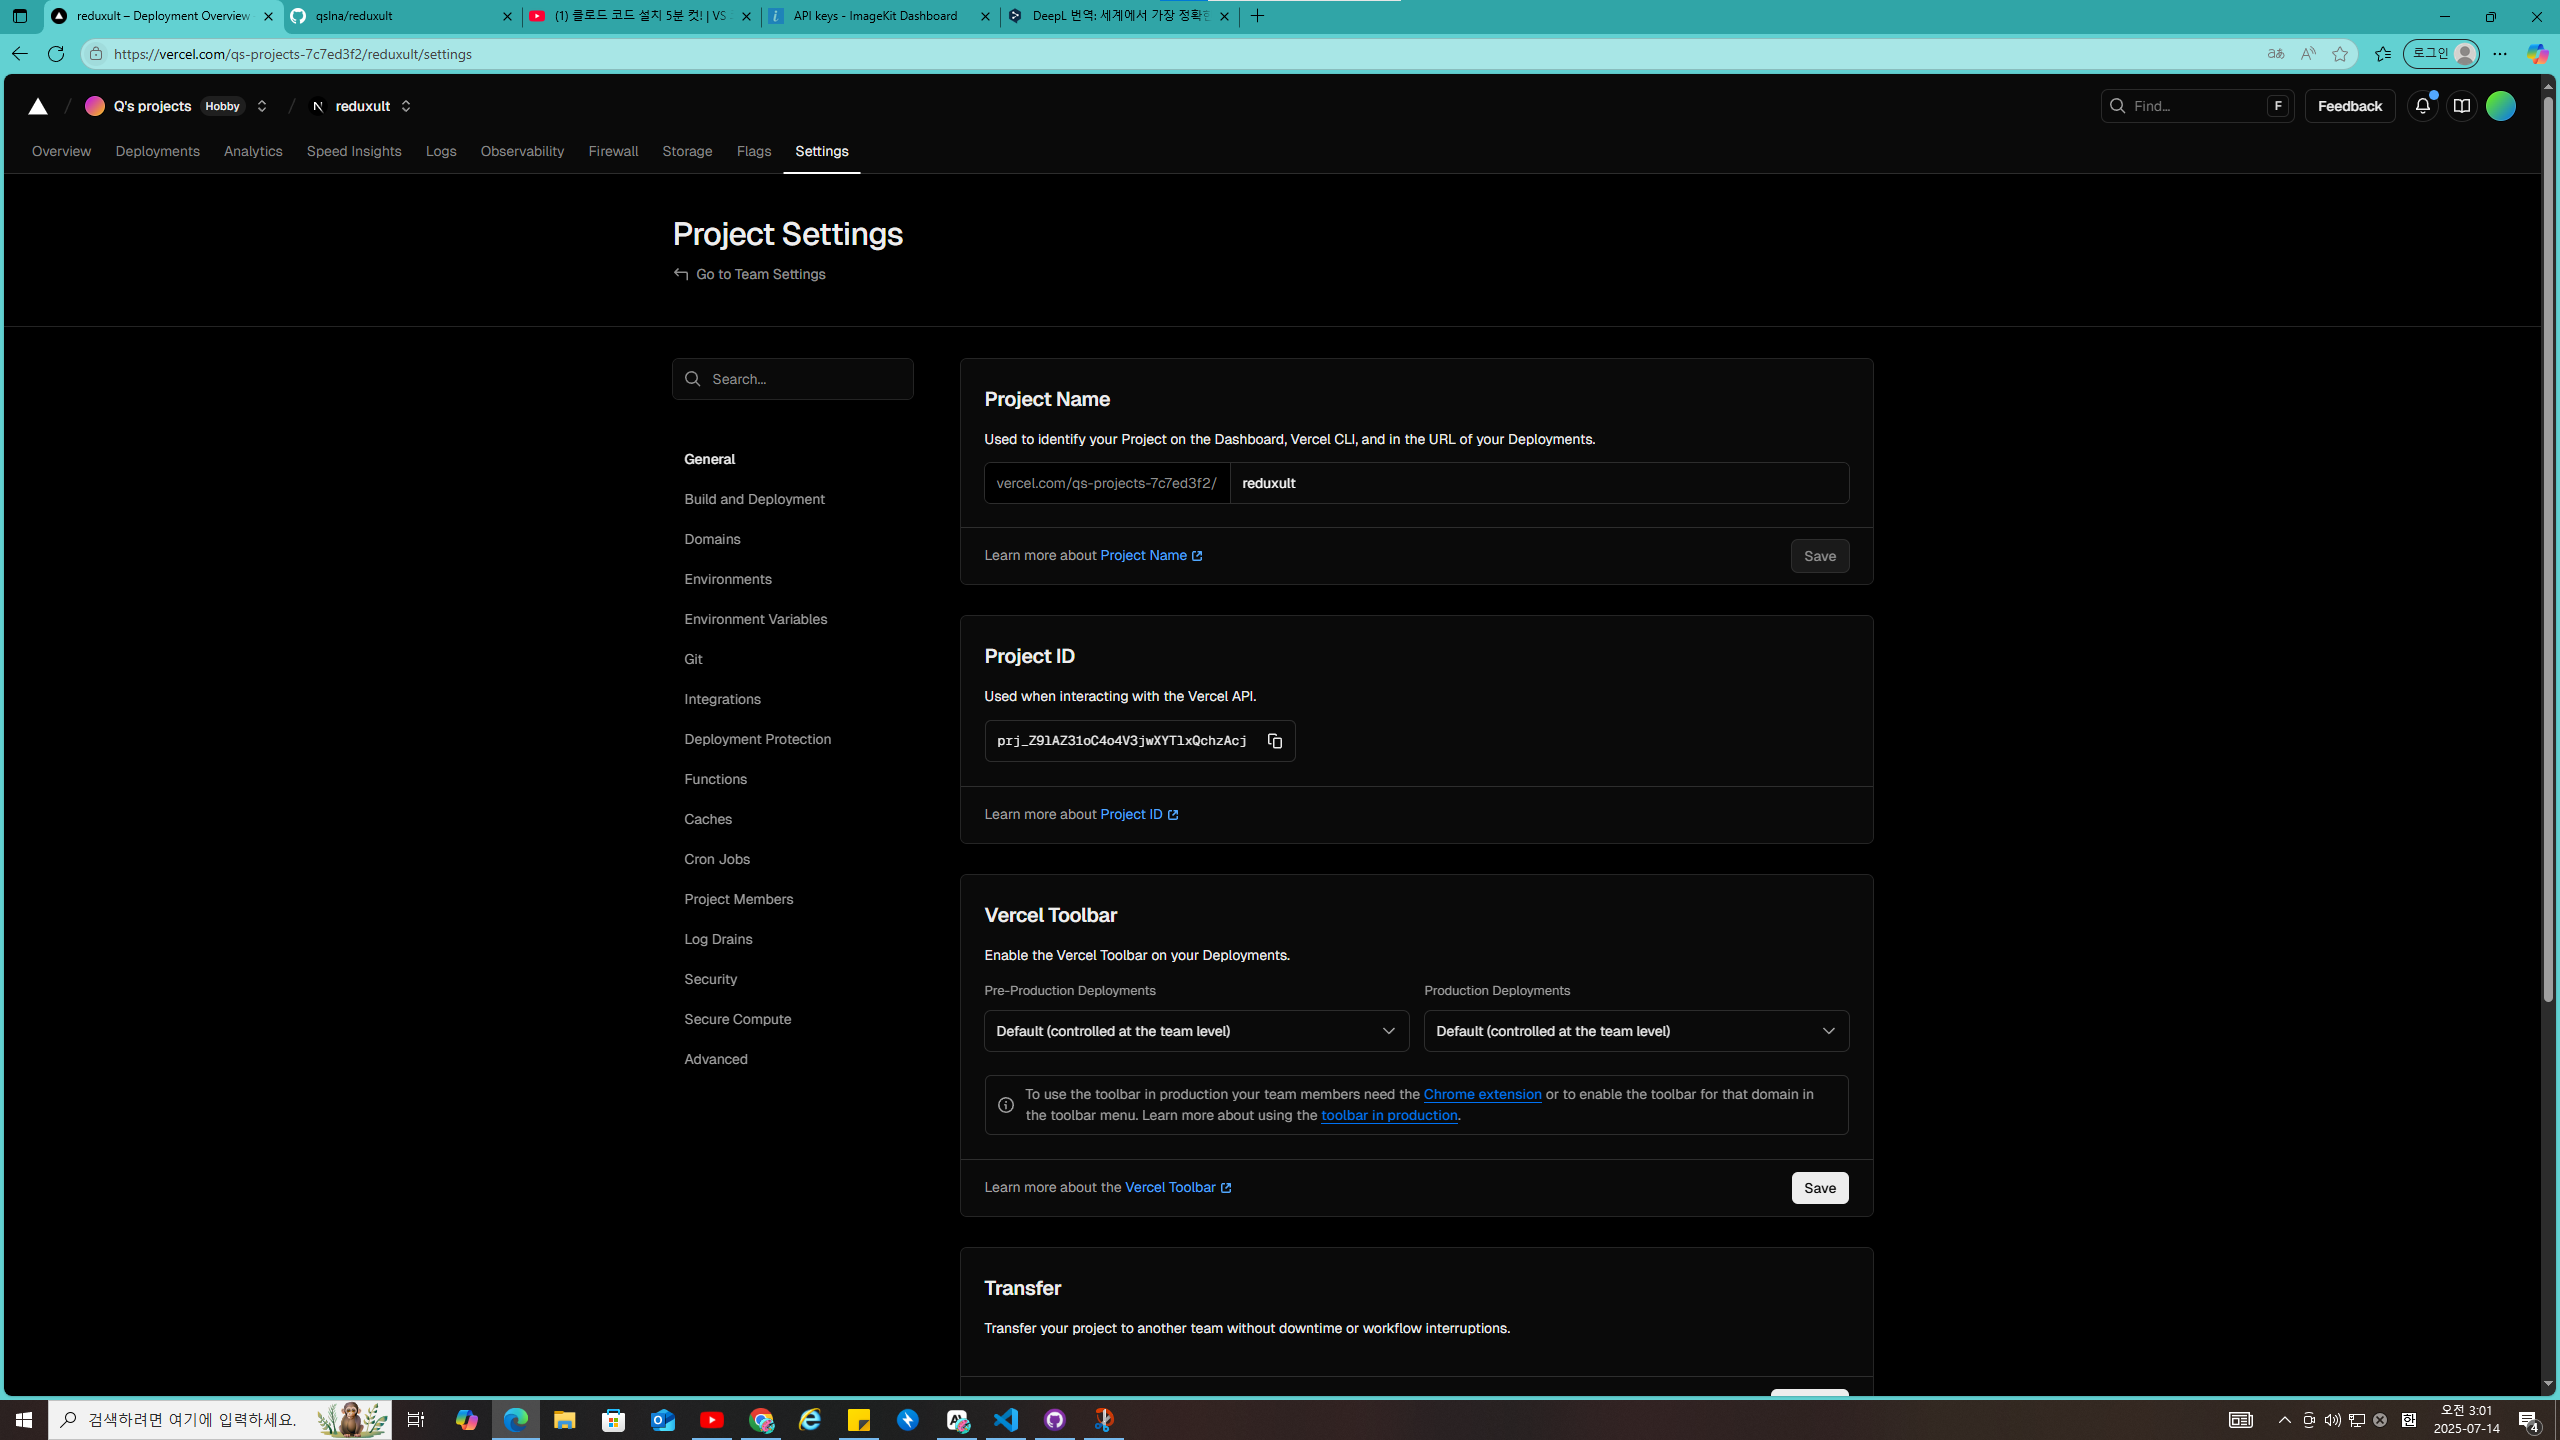 reduxult – Deployment Overview
qslna/reduxult
(1) 클로드 코드 설치 5분 컷! | VS
API keys - ImageKit Dashboard
DeepL 번역: 세계에서 가장 정확한
https://vercel.com/qs-projects-7c7ed3f2/reduxult/settings
로그인
Q's projects Hobby
reduxult
Find...
F
Feedback
Overview
Deployments
Analytics
Speed Insights
Logs
Observability
Firewall
Storage
Flags
Settings
Project Settings
Go to Team Settings
Search...
General
Build and Deployment
Domains
Environments
Environment Variables
Git
Integrations
Deployment Protection
Functions
Caches
Cron Jobs
Project Members
Log Drains
Security
Secure Compute
Advanced
Project Name
Used to identify your Project on the Dashboard, Vercel CLI, and in the URL of your Deployments.
vercel.com/qs-projects-7c7ed3f2/ reduxult
Learn more about Project Name
Save
Project ID
Used when interacting with the Vercel API.
prj_Z9lAZ31oC4o4V3jwXYTlxQchzAcj
Learn more about Project ID
Vercel Toolbar
Enable the Vercel Toolbar on your Deployments.
Pre-Production Deployments
Production Deployments
Default (controlled at the team level)
Default (controlled at the team level)
To use the toolbar in production your team members need the Chrome extension or to enable the toolbar for that domain in
the toolbar menu. Learn more about using the toolbar in production.
Learn more about the Vercel Toolbar
Save
Transfer
Transfer your project to another team without downtime or workflow interruptions.
검색하려면 여기에 입력하세요.
한
오전 3:01
2025-07-14
4